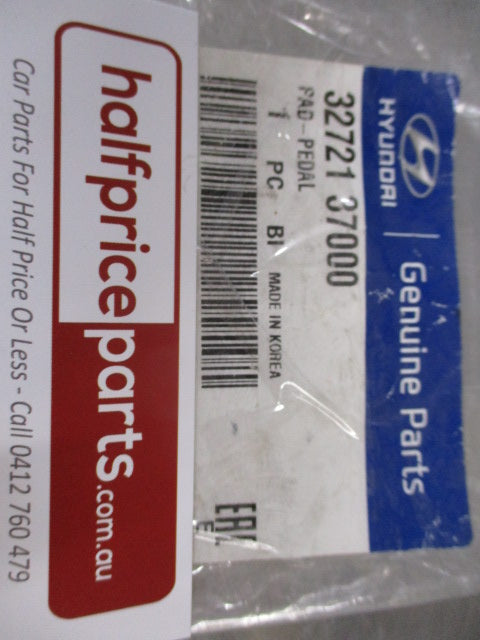 HYUNDAI | Genuine Parts
32721 37000
PAD-PEDAL
1 PC BI MADE IN KOREA
E
halfpriceparts.com.au
Car Parts For Half Price Or Less - Call 0412 760 479